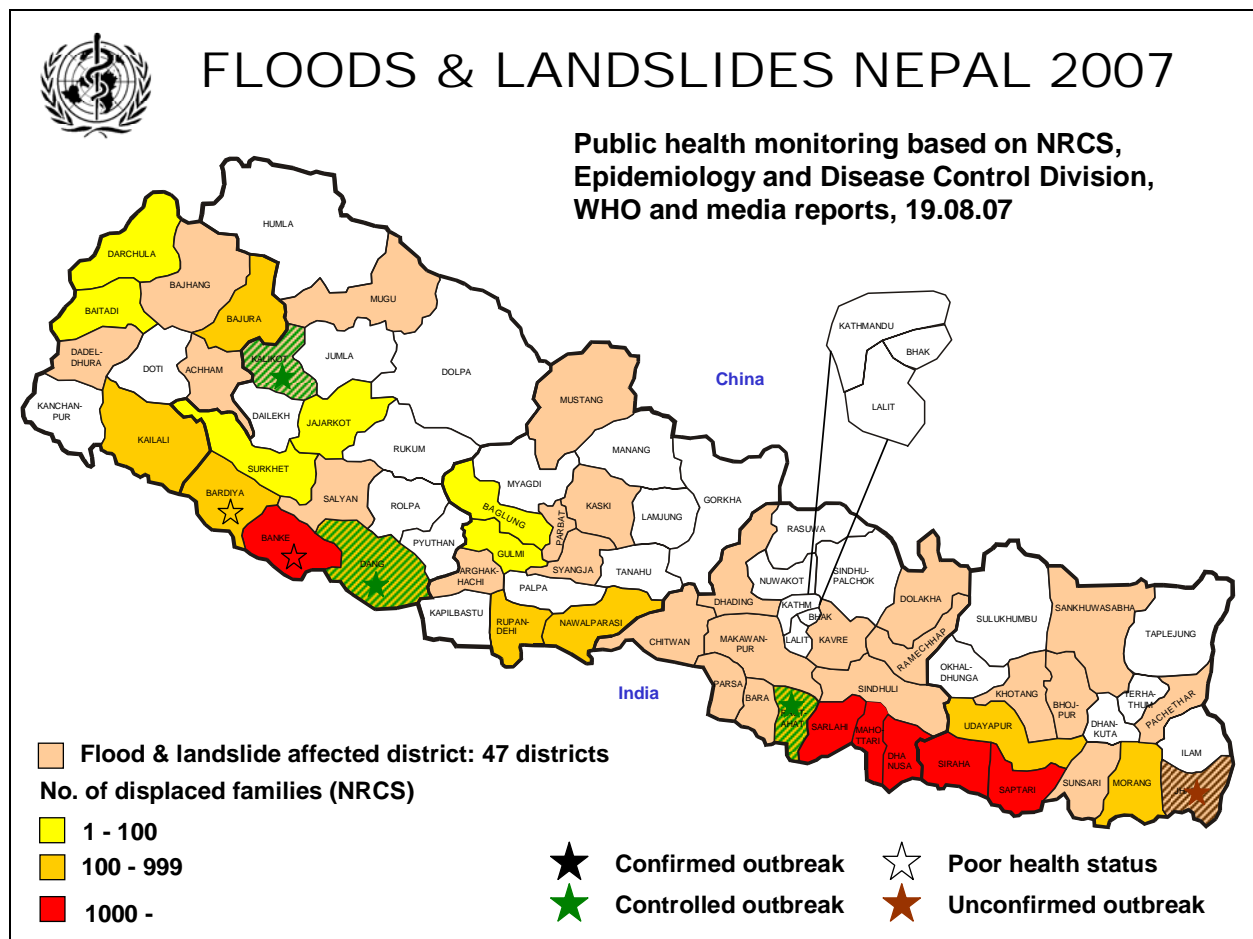 FLOODS & LANDSLIDES NEPAL 2007
Public health monitoring based on NRCS,
Epidemiology and Disease Control Division,
WHO and media reports, 19.08.07
HUMLA
DARCHULA
BAJHANG
MUGU
BAITADI
BAJURA
KATHMANDU
BHAK
LALIT
DADEL-
DHURA
DOTI
ACHHAM
KALIKOT
JUMLA
DOLPA
China
MUSTANG
KANCHAN-
PUR
DAILEKH
JAJARKOT
KAILALI
RUKUM
MANANG
SURKHET
MYAGDI
GORKHA
BARDIYA
SALYAN
ROLPA
BAGLUNG
PARBAT
KASKI
LAMJUNG
RASUWA
BANKE
PYUTHAN
GULMI
DANG
ARGHAK-
HACHI
SYANGJA
TANAHU
NUWAKOT
SINDHU-
PALCHOK
PALPA
DHADING
KATHM
BHAK
LALIT
KAVRE
DOLAKHA
RAMECHHAP
SANKHUWASABHA
SULUKHUMBU
TAPLEJUNG
KAPILBASTU
RUPAN-
DEHI
NAWALPARASI
CHITWAN
MAKAWAN-
PUR
OKHAL-
DHUNGA
KHOTANG
BHOJ-
PUR
TERHA-
THUM
PACHETHAR
DHAN-
KUTA
India
PARSA
BARA
SINDHULI
AHAT
SARLAHI
MAHO-
TTARI
DHA
NUSA
SIRAHA
UDAYAPUR
SAPTARI
SUNSARI
MORANG
ILAM
Flood & landslide affected district: 47 districts
No. of displaced families (NRCS)
1 - 100
100 - 999
1000 -
Confirmed outbreak
Poor health status
Controlled outbreak
Unconfirmed outbreak